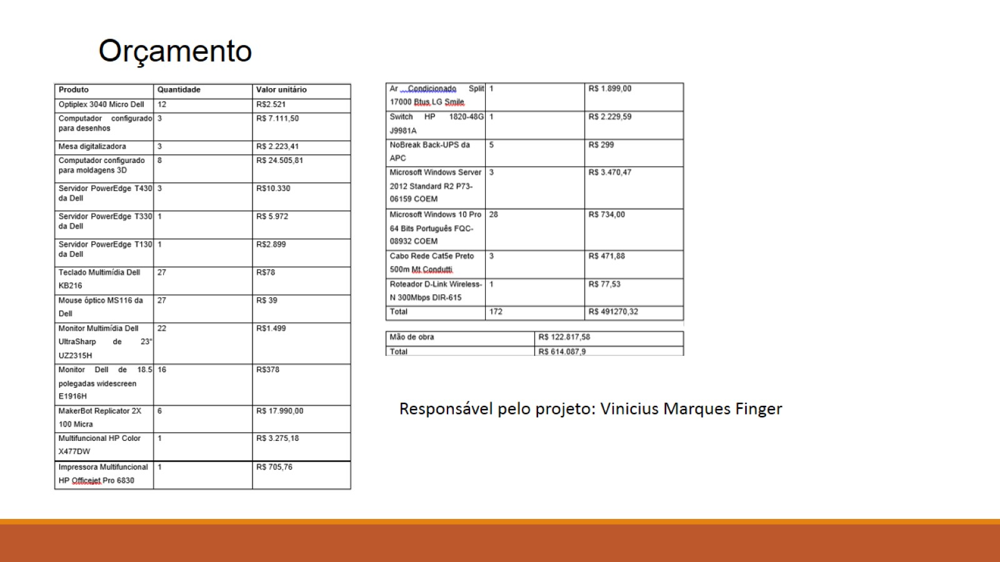 Orçamento
Produto Quantidade Valor unitário
Optiplex 3040 Micro Dell 12 R$2.521
Computador configurado 3 R$ 7.111,50
para desenhos
Mesa digitalizadora 3 R$ 2.223,41
Computador configurado 8 R$ 24.505,81
para moldagens 3D
Servidor PowerEdge T430 3 R$10.330
da Dell
Servidor PowerEdge T330 1 R$ 5.972
da Dell
Servidor PowerEdge T130 1 R$2.899
da Dell
Teclado Multimídia Dell 27 R$78
KB216
Mouse óptico MS116 da 27 R$ 39
Dell
Monitor Multimídia Dell 22 R$1.499
UltraSharp de 23"
UZ2315H
Monitor Dell de 18.5 16 R$378
polegadas widescreen
E1916H
MakerBot Replicator 2X 6 R$ 17.990,00
100 Micra
Multifuncional HP Color 1 R$ 3.275,18
X477DW
Impressora Multifuncional 1 R$ 705,76
HP Officejet Pro 6830
Ar Condicionado Split 1 R$ 1.899,00
17000 Btus LG Smile
Switch HP 1820-48G 1 R$ 2.229,59
J9981A
NoBreak Back-UPS da 5 R$ 299
APC
Microsoft Windows Server 3 R$ 3.470,47
2012 Standard R2 P73-
06159 COEM
Microsoft Windows 10 Pro 28 R$ 734,00
64 Bits Português FQC-
08932 COEM
Cabo Rede Cat5e Preto 3 R$ 471,88
500m Mt Condutti
Roteador D-Link Wireless- 1 R$ 77,53
N 300Mbps DIR-615
Total 172 R$ 491270,32
Mão de obra R$ 122.817,58
Total R$ 614.087,9
Responsável pelo projeto: Vinicius Marques Finger